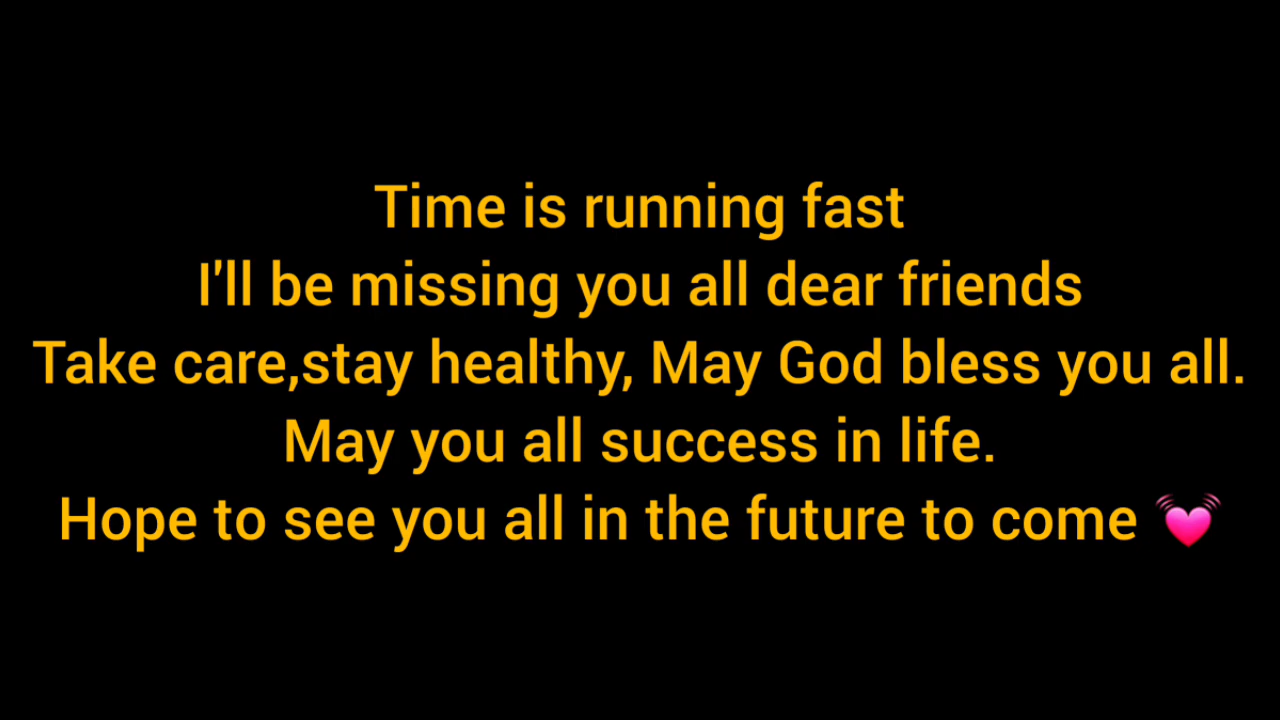 Time is running fast
I'll be missing you all dear friends
Take care,stay healthy, May God bless you all.
May you all success in life.
Hope to see you all in the future to come 💓